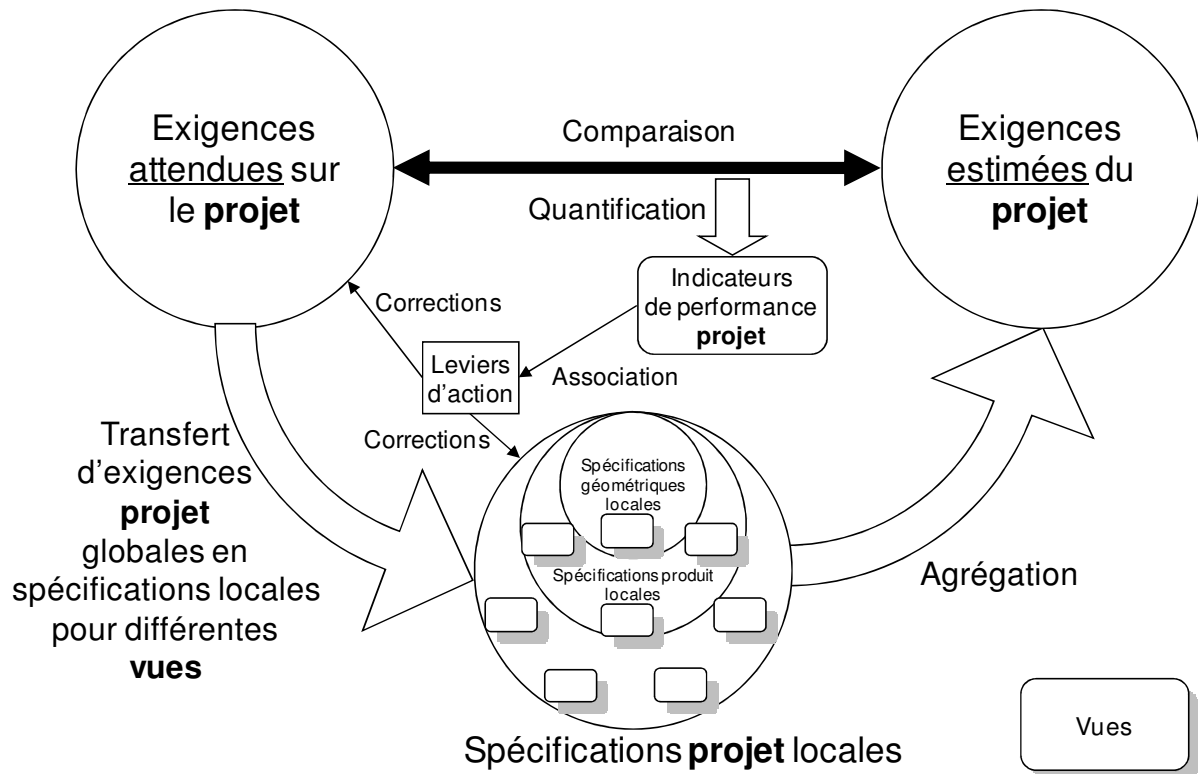 Exigences
attendues sur
le projet
Comparaison
Exigences
estimées du
projet
Quantification
Indicateurs
de performance
projet
Corrections
Leviers
d'action
Association
Corrections
Transfert
d'exigences
projet
globales en
spécifications locales
pour différentes
vues
Spécifications
géométriques
locales
Spécifications produit
locales
Agrégation
Spécifications projet locales
Vues